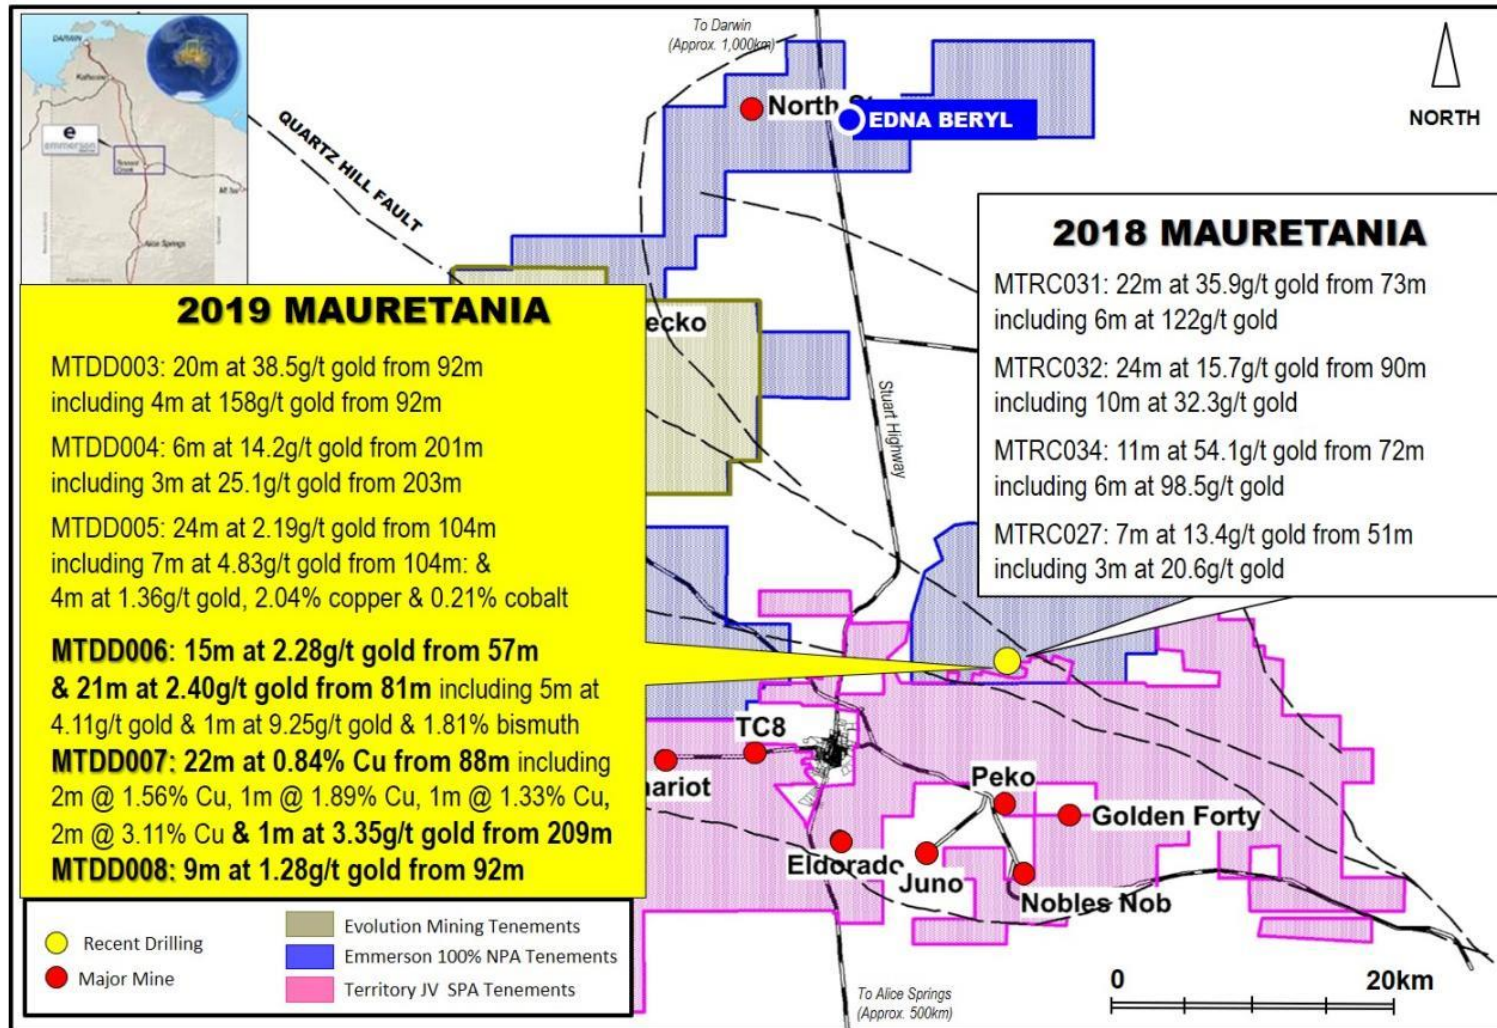 To Darwin
(Approx. 1,000km)
DARWIN
Katherine
e
emmerson
Tennant
Creek
Mt Isa
Alice Springs
QUARTZ HILL FAULT
North
EDNA BERYL
NORTH
2018 MAURETANIA
MTRC031: 22m at 35.9g/t gold from 73m
including 6m at 122g/t gold
MTRC032: 24m at 15.7g/t gold from 90m
including 10m at 32.3g/t gold
MTRC034: 11m at 54.1g/t gold from 72m
including 6m at 98.5g/t gold
MTRC027: 7m at 13.4g/t gold from 51m
including 3m at 20.6g/t gold
2019 MAURETANIA
MTDD003: 20m at 38.5g/t gold from 92m
including 4m at 158g/t gold from 92m
MTDD004: 6m at 14.2g/t gold from 201m
including 3m at 25.1g/t gold from 203m
MTDD005: 24m at 2.19g/t gold from 104m
including 7m at 4.83g/t gold from 104m: &
4m at 1.36g/t gold, 2.04% copper & 0.21% cobalt
MTDD006: 15m at 2.28g/t gold from 57m
& 21m at 2.40g/t gold from 81m including 5m at
4.11g/t gold & 1m at 9.25g/t gold & 1.81% bismuth
MTDD007: 22m at 0.84% Cu from 88m including
2m @ 1.56% Cu, 1m @ 1.89% Cu, 1m @ 1.33% Cu,
2m @ 3.11% Cu & 1m at 3.35g/t gold from 209m
MTDD008: 9m at 1.28g/t gold from 92m
ecko
Stuart Highway
TC8
hariot
Peko
Golden Forty
Eldorado
Juno
Nobles Nob
Recent Drilling
Major Mine
Evolution Mining Tenements
Emmerson 100% NPA Tenements
Territory JV SPA Tenements
To Alice Springs
(Approx. 500km)
0 20km